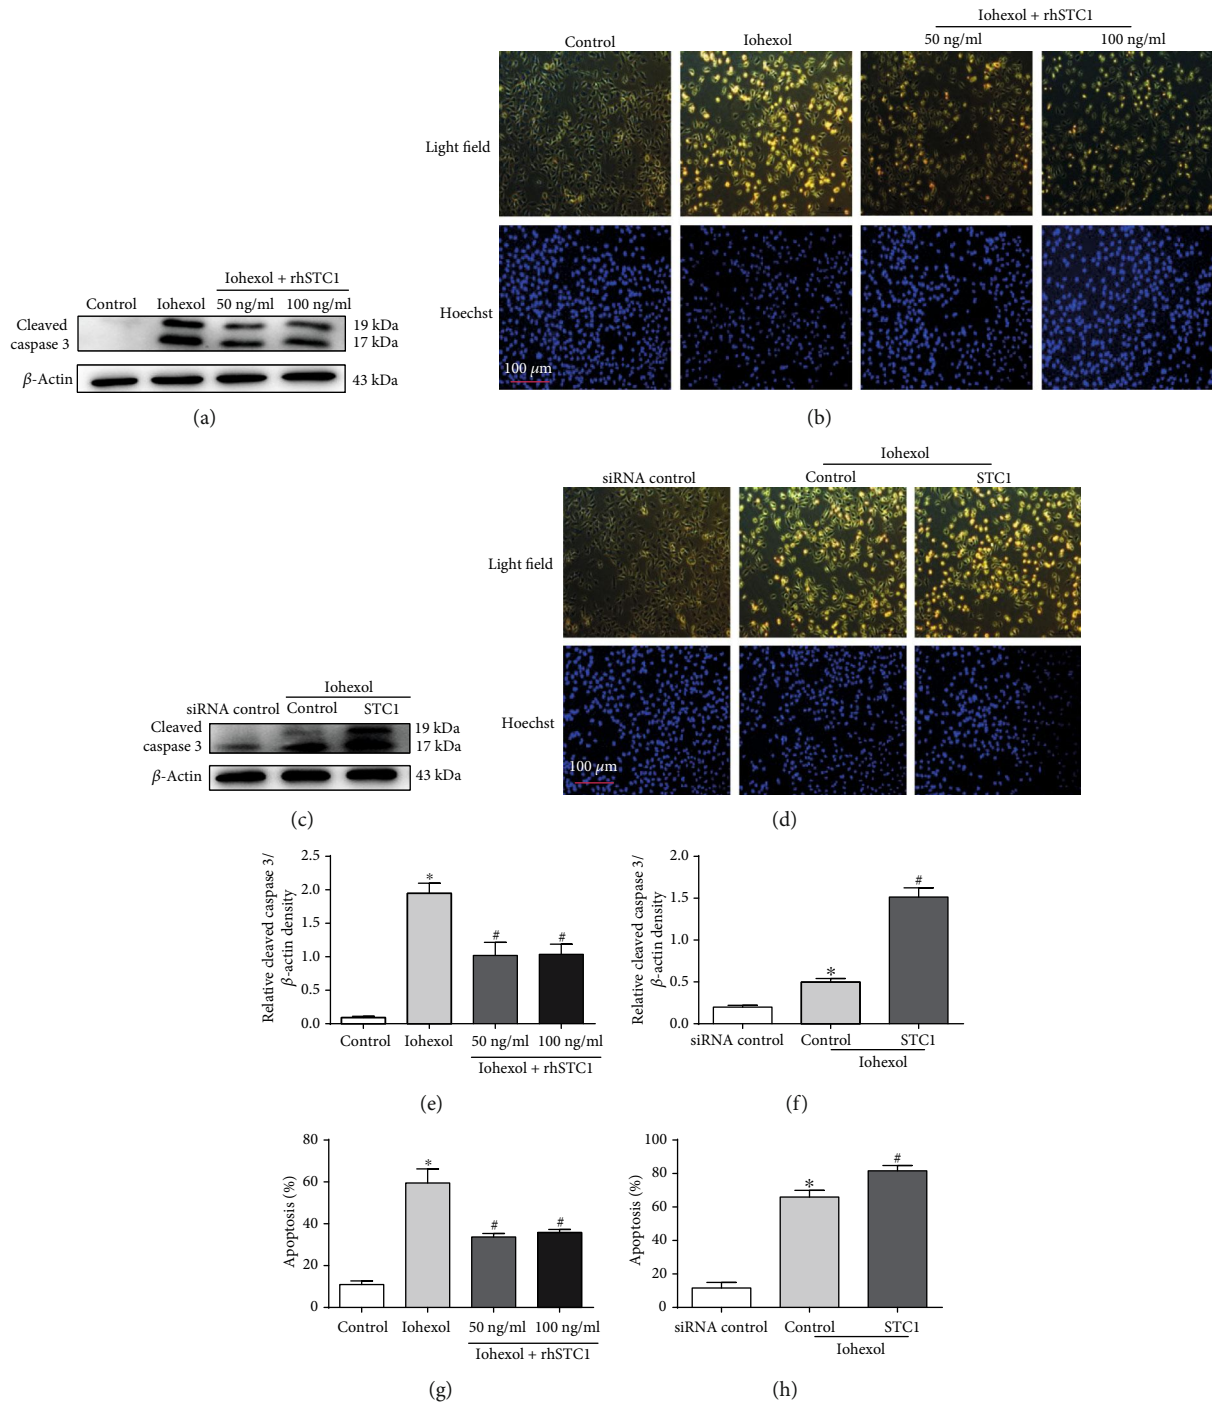 Iohexol + rhSTC1
Control Iohexol 50 ng/ml 100 ng/ml
Cleaved caspase 3
19 kDa
17 kDa
β-Actin 43 kDa
(a)
Iohexol + rhSTC1
Control Iohexol 50 ng/ml 100 ng/ml
Light field
Hoechst
100 μm
(b)
Iohexol
siRNA control Control STC1
Cleaved caspase 3
19 kDa
17 kDa
β-Actin 43 kDa
(c)
Iohexol
siRNA control Control STC1
Light field
Hoechst
100 μm
(d)
Relative cleaved caspase 3/
β-actin density
2.5
2.0
1.5
1.0
0.5
0.0
*
#
#
Control Iohexol 50 ng/ml 100 ng/ml
Iohexol + rhSTC1
(e)
Relative cleaved caspase 3/
β-actin density
2.0
1.5
1.0
0.5
0.0
*
#
siRNA control Control STC1
Iohexol
(f)
Apoptosis (%)
80
60
40
20
0
*
#
#
Control Iohexol 50 ng/ml 100 ng/ml
Iohexol + rhSTC1
(g)
Apoptosis (%)
100
80
60
40
20
0
*
#
siRNA control Control STC1
Iohexol
(h)